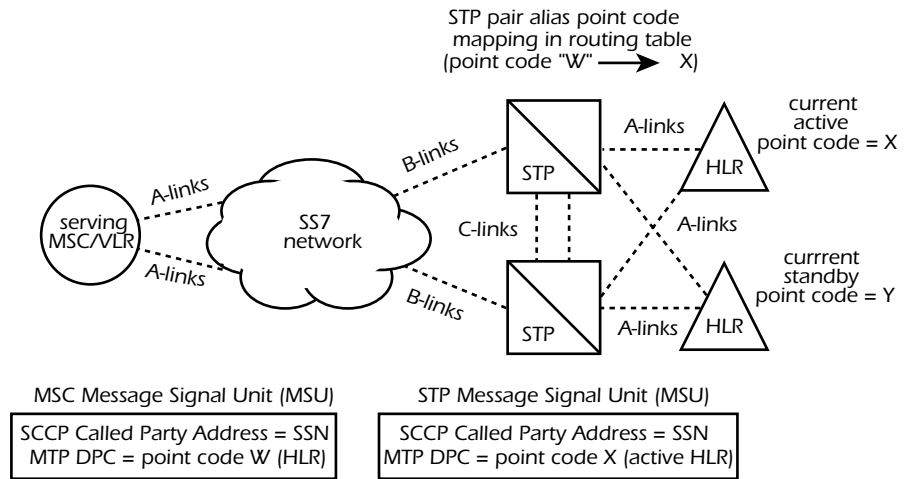 STP pair alias point code
mapping in routing table
(point code "W" X)
A-links
current
active
point code = X
B-links
STP
HLR
A-links
serving
MSC/VLR
SS7
network
C-links
A-links
A-links
B-links
currrent
standby
point code = Y
STP
A-links
HLR
MSC Message Signal Unit (MSU)
SCCP Called Party Address = SSN
MTP DPC = point code W (HLR)
STP Message Signal Unit (MSU)
SCCP Called Party Address = SSN
MTP DPC = point code X (active HLR)